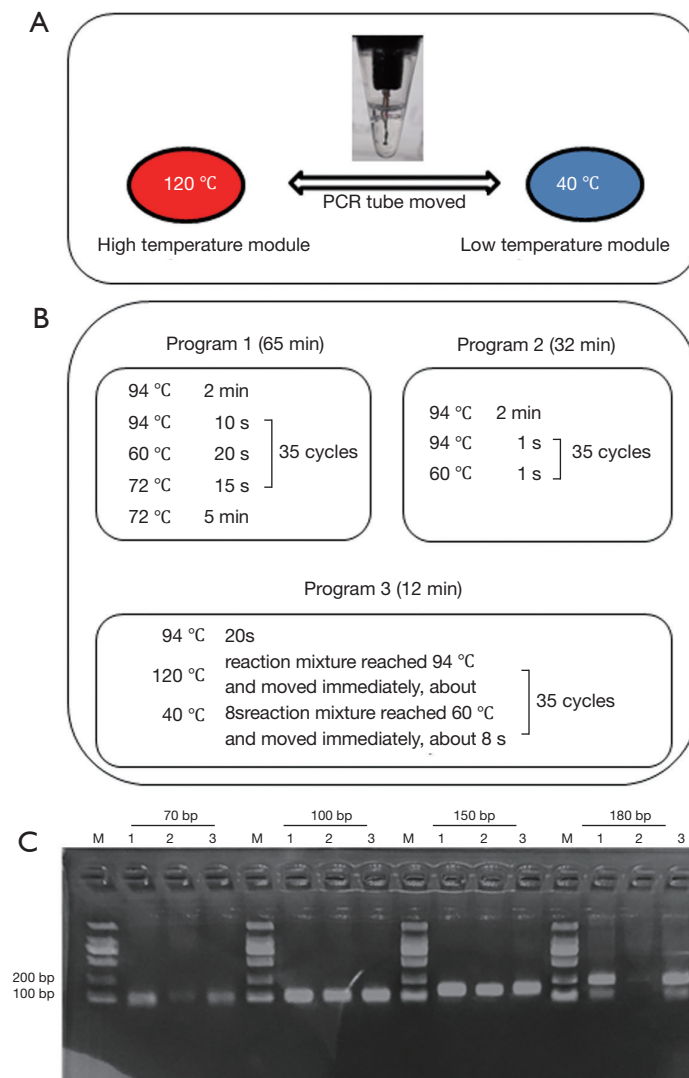 A
120 ℃
40 ℃
PCR tube moved
High temperature module
Low temperature module
B
Program 1 (65 min)
94 ℃ 2 min
94 ℃ 10 s
60 ℃ 20 s
72 ℃ 15 s
72 ℃ 5 min
35 cycles
Program 2 (32 min)
94 ℃ 2 min
94 ℃ 1 s
60 ℃ 1 s
35 cycles
Program 3 (12 min)
94 ℃ 20s
120 ℃ reaction mixture reached 94 ℃
and moved immediately, about
40 ℃ 8sreaction mixture reached 60 ℃
and moved immediately, about 8 s
35 cycles
C
70 bp 100 bp 150 bp 180 bp
M 1 2 3 M 1 2 3 M 1 2 3 M 1 2 3
200 bp
100 bp